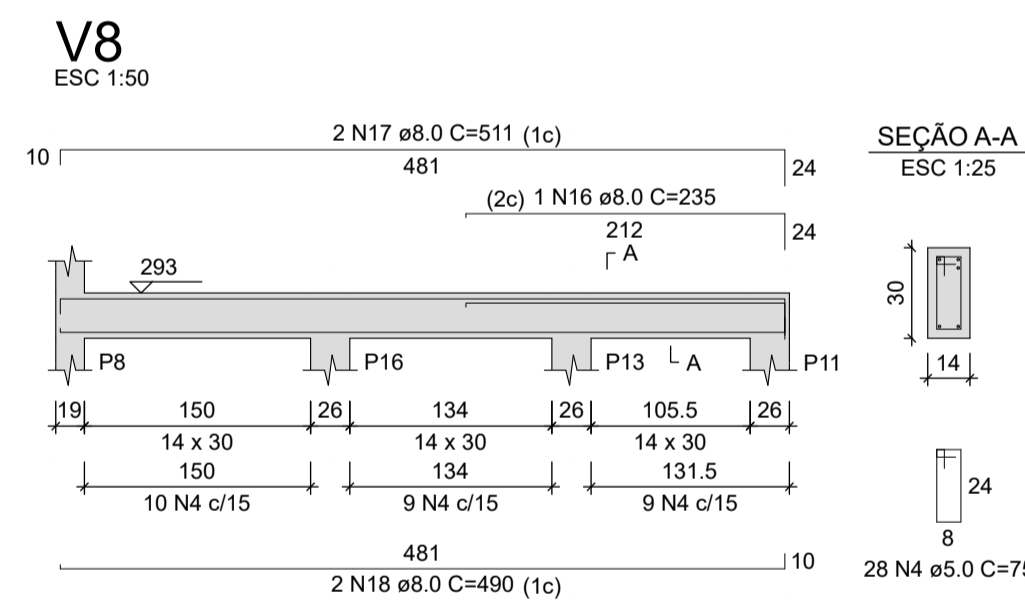 V8
ESC 1:50
2 N17 ø8.0 C=511 (1c)
10
481
24
(2c) 1 N16 ø8.0 C=235
212
24
A
293
P8
P16
P13
A
P11
19
150
26
134
26
105.5
26
14 x 30
14 x 30
14 x 30
150
134
131.5
10 N4 c/15
9 N4 c/15
9 N4 c/15
481
10
2 N18 ø8.0 C=490 (1c)
SEÇÃO A-A
ESC 1:25
30
14
24
8
28 N4 ø5.0 C=75